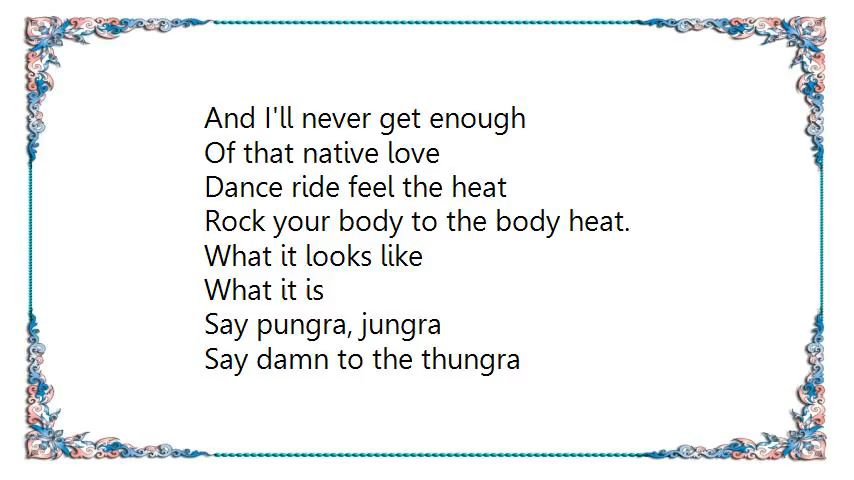 And I'll never get enough
Of that native love
Dance ride feel the heat
Rock your body to the body heat.
What it looks like
What it is
Say pungra, jungra
Say damn to the thungra